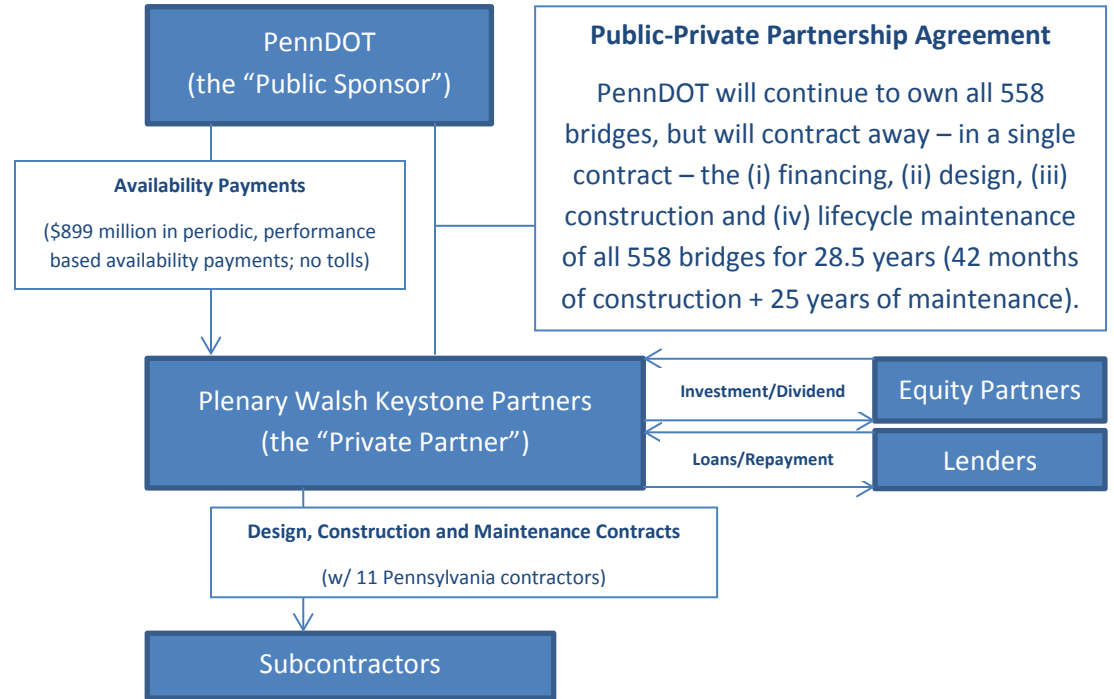 PennDOT
(the “Public Sponsor”)
Public-Private Partnership Agreement
PennDOT will continue to own all 558
bridges, but will contract away – in a single
contract – the (i) financing, (ii) design, (iii)
construction and (iv) lifecycle maintenance
of all 558 bridges for 28.5 years (42 months
of construction + 25 years of maintenance).
Availability Payments
($899 million in periodic, performance
based availability payments; no tolls)
Plenary Walsh Keystone Partners
(the “Private Partner”)
Investment/Dividend
Equity Partners
Loans/Repayment
Lenders
Design, Construction and Maintenance Contracts
(w/ 11 Pennsylvania contractors)
Subcontractors